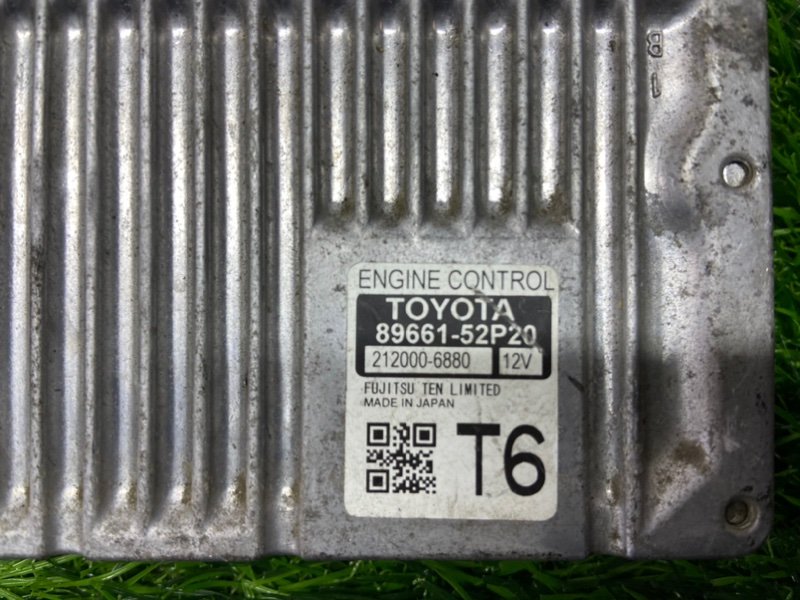 ENGINE CONTROL
TOYOTA
89661-52P20
212000-6880 12V
FUJITSU TEN LIMITED
MADE IN JAPAN
T6